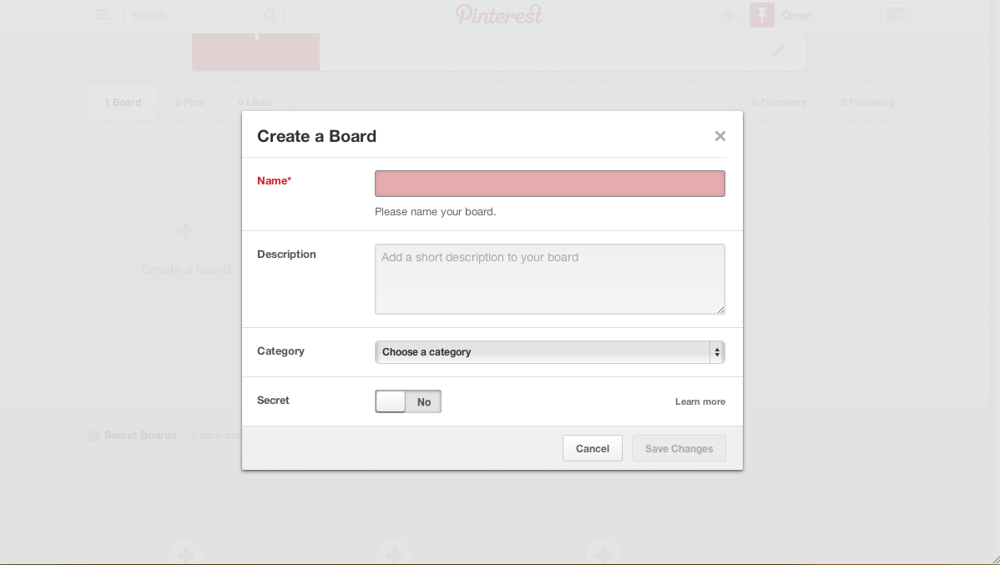 Search
Pinterest
Omar
1 Board
0 Pins
0 Likes
0 Followers
5 Following
Create a Board
Name*
Please name your board.
Create a board
Description
Add a short description to your board
Category
Choose a category
Secret
No
Learn more
Secret Boards
Learn mo
Cancel
Save Changes